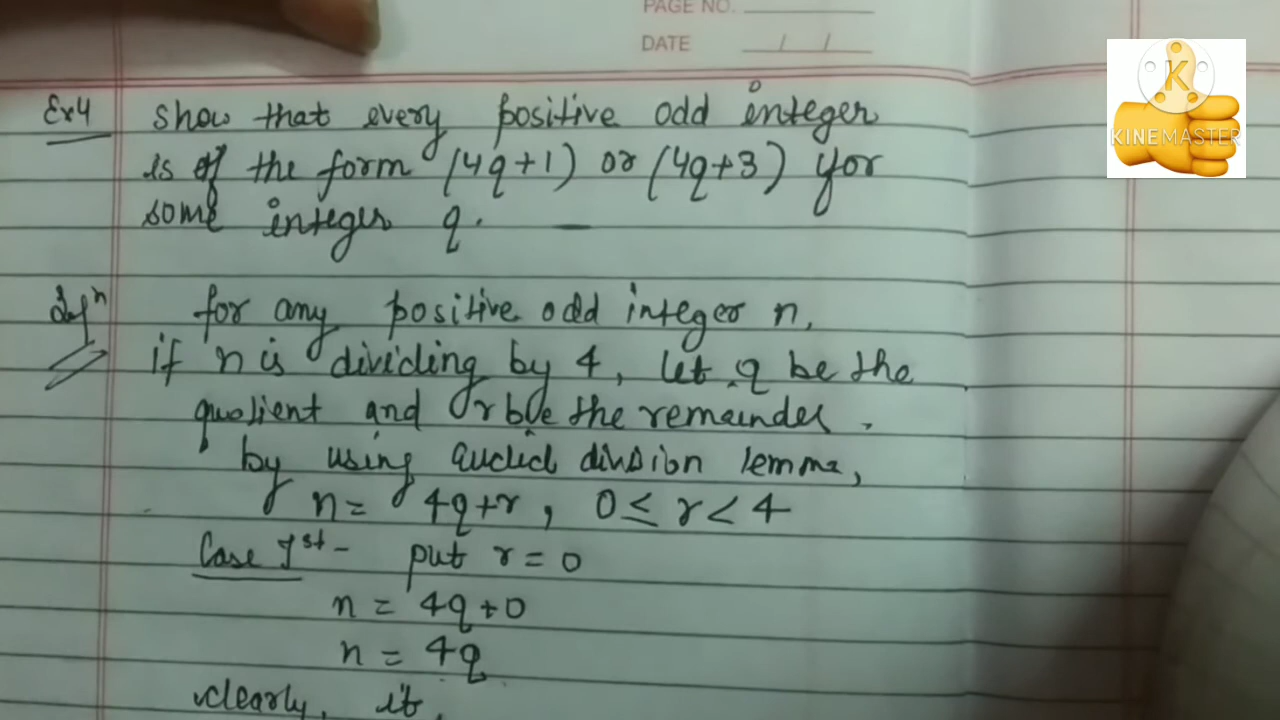 PAGE NO.
DATE / /
KINEMASTER
Ex4 Show that every positive odd integer
is of the form (4q+1) or (4q+3) for
some integer q.
Solⁿ for any positive odd integer n,
if n is dividing by 4, let q be the
quotient and r be the remainder.
by using Euclid division lemma,
n = 4q+r, 0 ≤ r < 4
Case Ist - put r = 0
n = 4q+0
n = 4q
clearly, it